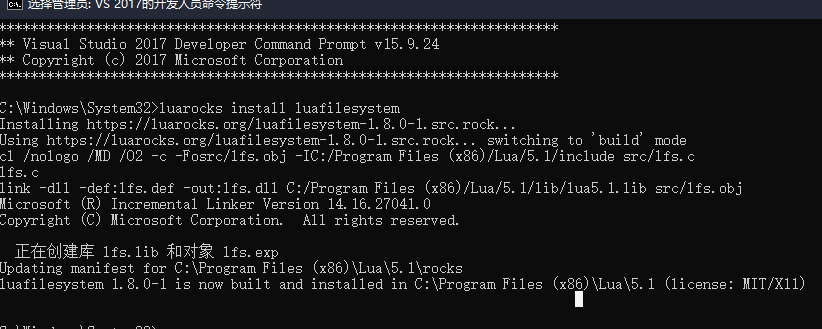 选择管理员: VS 2017的开发人员命令提示符
**********************************************************************
** Visual Studio 2017 Developer Command Prompt v15.9.24
** Copyright (c) 2017 Microsoft Corporation
**********************************************************************
C:\Windows\System32>luarocks install luafilesystem
Installing https://luarocks.org/luafilesystem-1.8.0-1.src.rock...
Using https://luarocks.org/luafilesystem-1.8.0-1.src.rock... switching to 'build' mode
cl /nologo /MD /O2 -c -Fosrc/lfs.obj -IC:/Program Files (x86)/Lua/5.1/include src/lfs.c
lfs.c
link -dll -def:lfs.def -out:lfs.dll C:/Program Files (x86)/Lua/5.1/lib/lua5.1.lib src/lfs.obj
Microsoft (R) Incremental Linker Version 14.16.27041.0
Copyright (C) Microsoft Corporation.  All rights reserved.
正在创建库 lfs.lib 和对象 lfs.exp
Updating manifest for C:\Program Files (x86)\Lua\5.1\rocks
luafilesystem 1.8.0-1 is now built and installed in C:\Program Files (x86)\Lua\5.1 (license: MIT/X11)